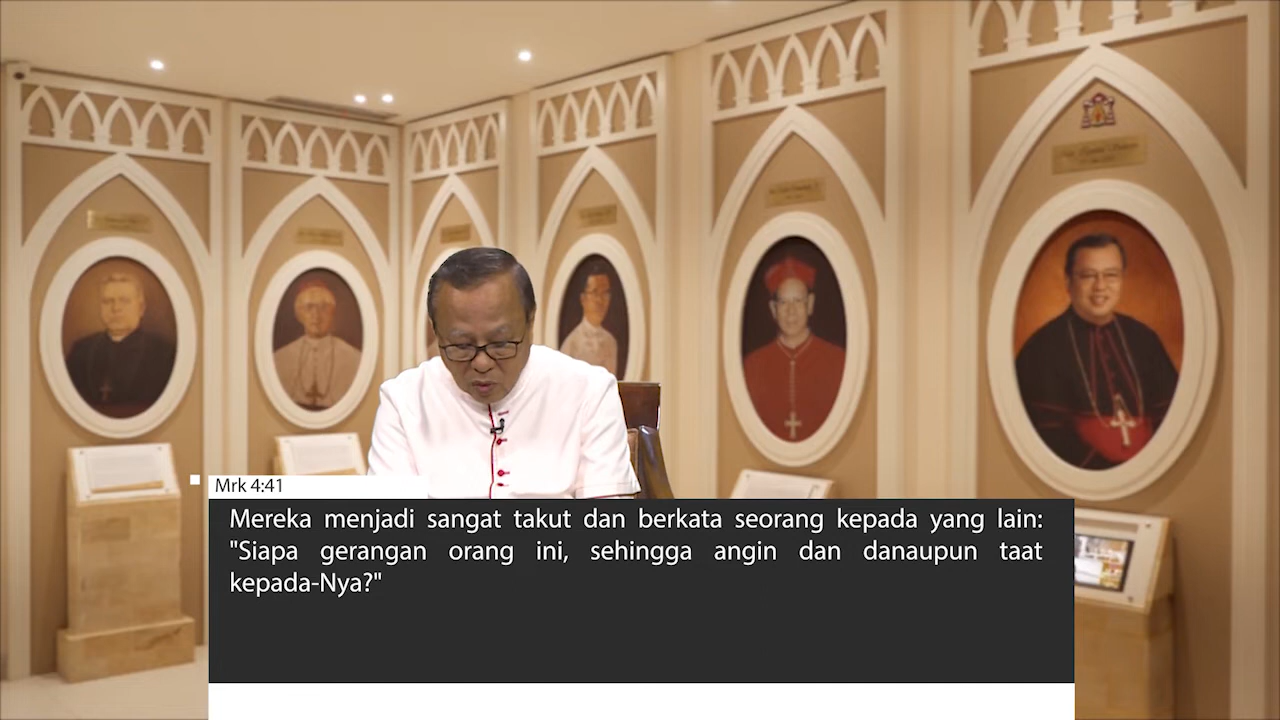 Mrk 4:41
Mereka menjadi sangat takut dan berkata seorang kepada yang lain:
"Siapa gerangan orang ini, sehingga angin dan danaupun taat
kepada-Nya?"